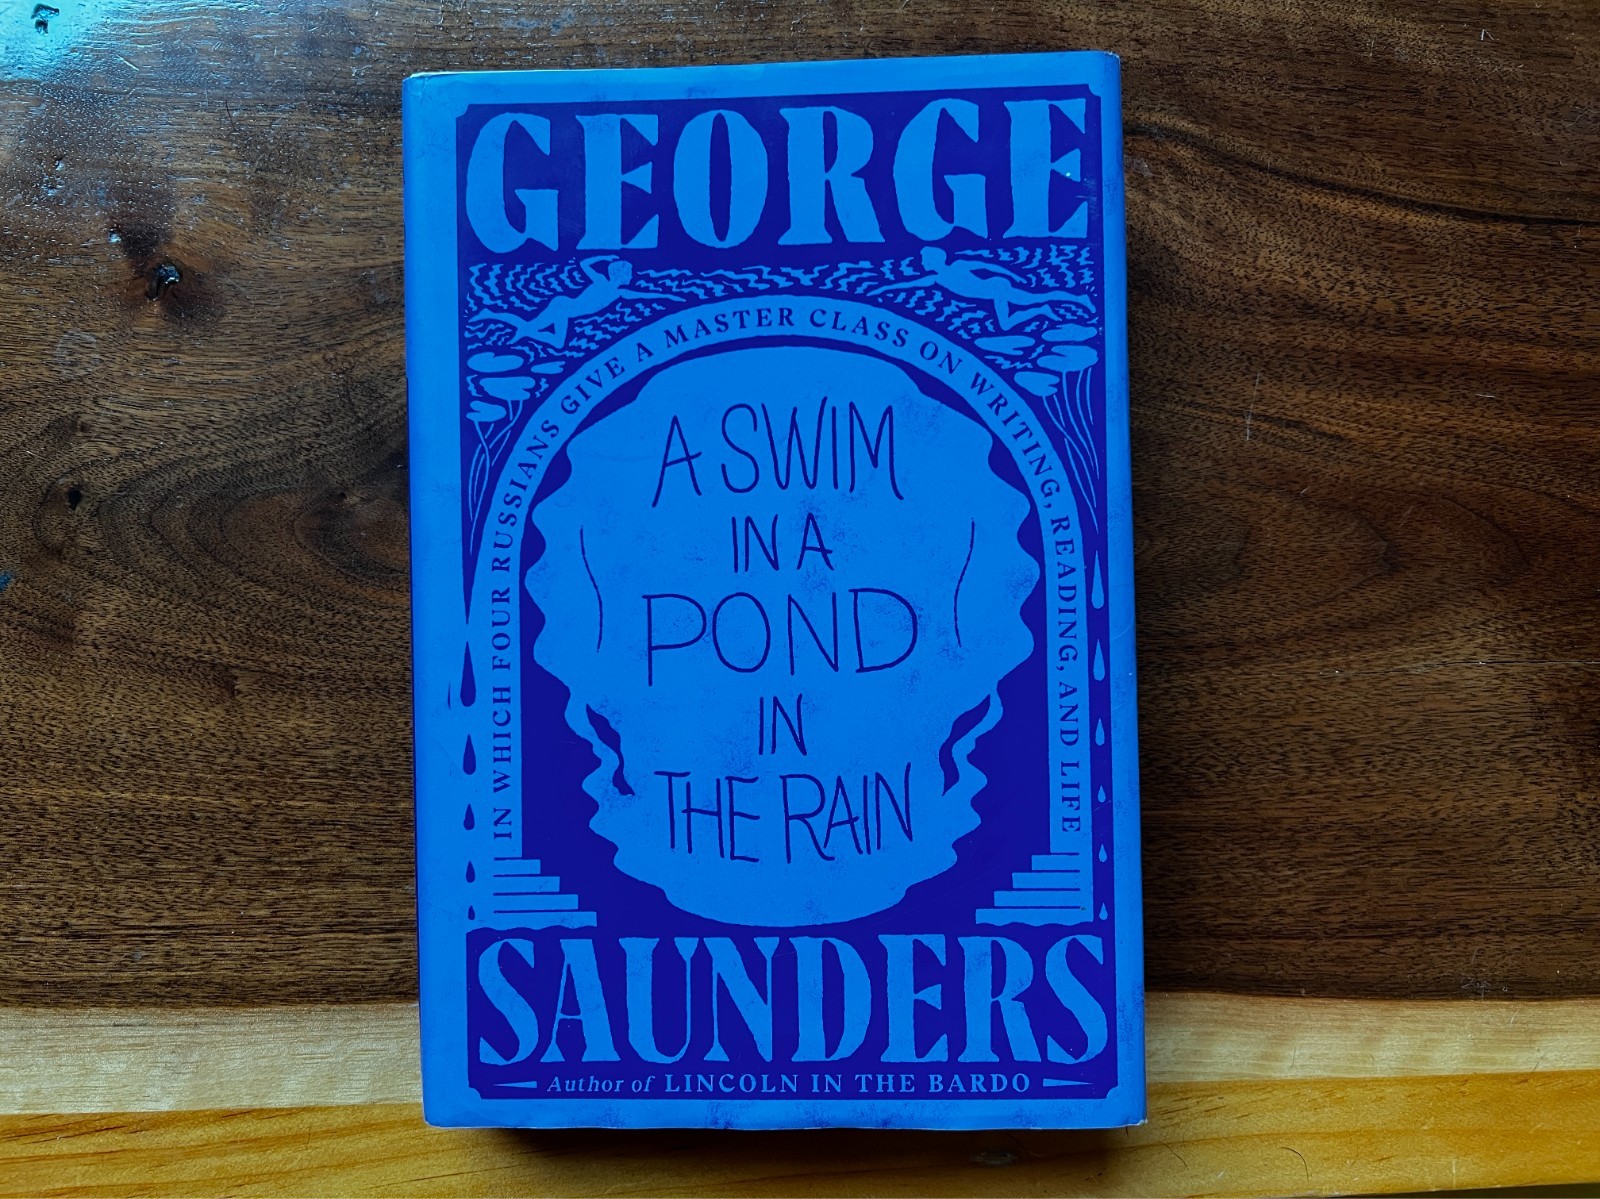 GEORGE
IN WHICH FOUR RUSSIANS GIVE A MASTER CLASS ON WRITING, READING, AND LIFE
A SWIM
IN A
POND
IN
THE RAIN
SAUNDERS
Author of LINCOLN IN THE BARDO